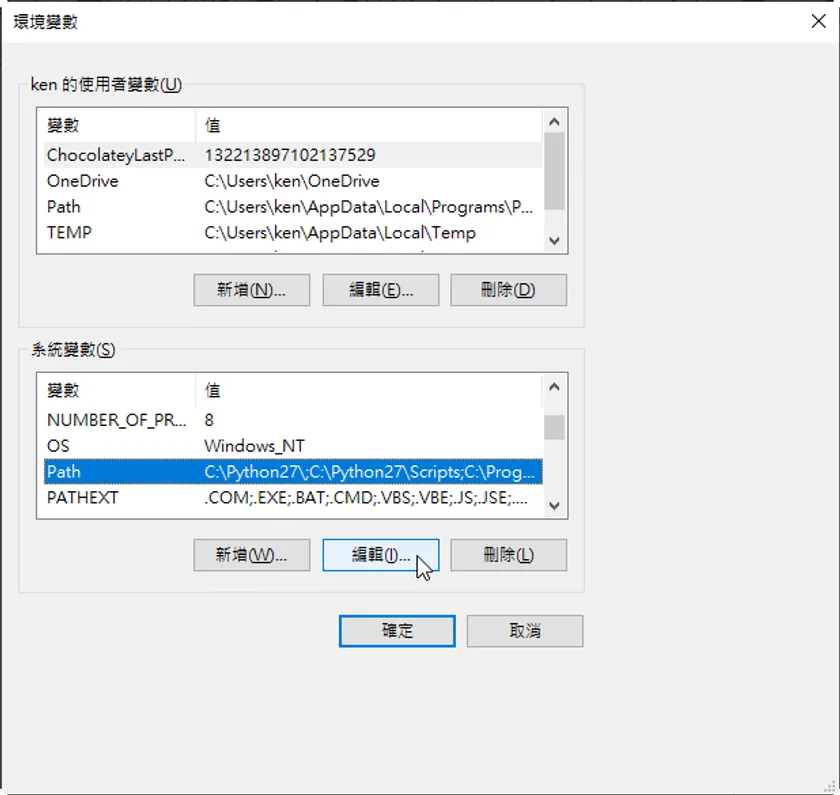 環境變數
ken 的使用者變數(U)
變數 值
ChocolateyLastP... 132213897102137529
OneDrive C:\Users\ken\OneDrive
Path C:\Users\ken\AppData\Local\Programs\P...
TEMP C:\Users\ken\AppData\Local\Temp
新增(N)... 編輯(E)... 刪除(D)
系統變數(S)
變數 值
NUMBER_OF_PR... 8
OS Windows_NT
Path C:\Python27\;C:\Python27\Scripts;C:\Prog...
PATHEXT .COM;.EXE;.BAT;.CMD;.VBS;.VBE;.JS;.JSE;....
新增(W)... 編輯(I)... 刪除(L)
確定 取消